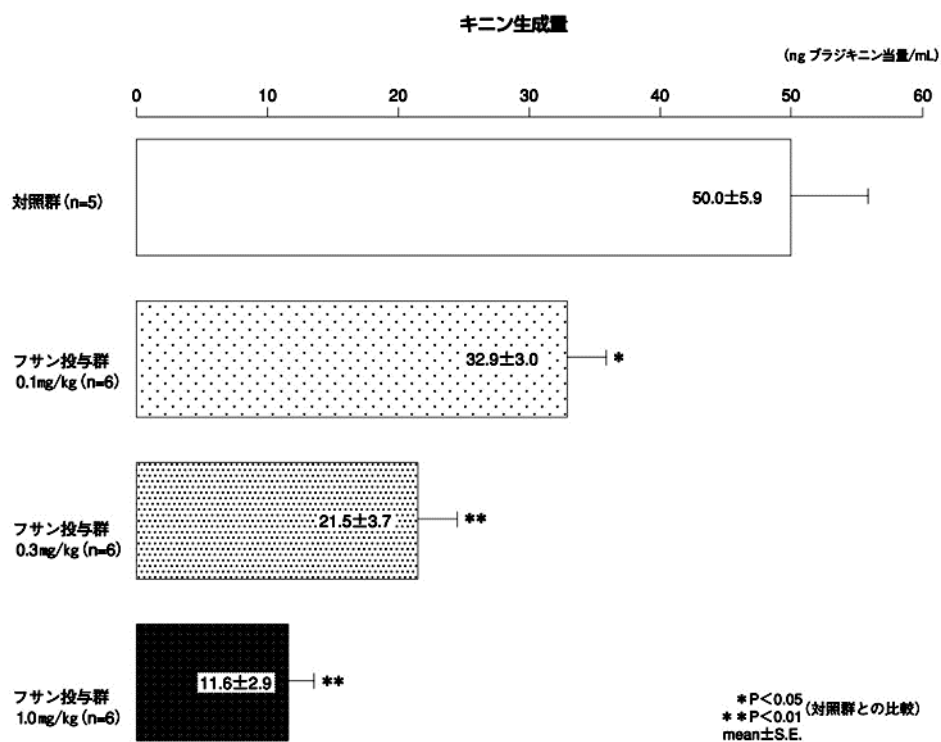 キニン生成量
(ng ブラジキニン当量/mL)
0 10 20 30 40 50 60
対照群(n=5)
50.0±5.9
フサン投与群
0.1mg/kg(n=6)
32.9±3.0
*
フサン投与群
0.3mg/kg(n=6)
21.5±3.7
**
フサン投与群
1.0mg/kg(n=6)
11.6±2.9
**
*P<0.05
**P<0.01
(対照群との比較)
mean±S.E.